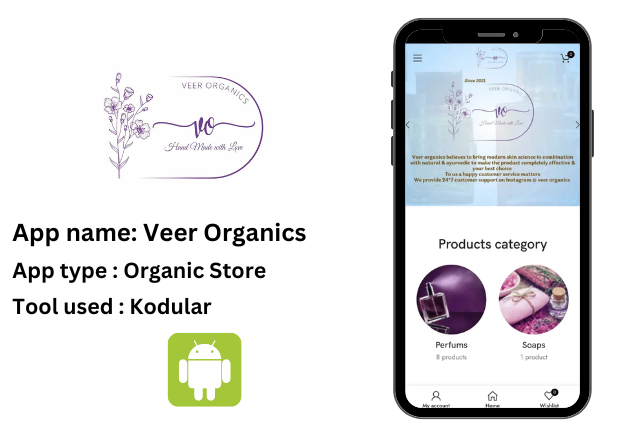 VEER ORGANICS
vo
Hand Made with Love
App name: Veer Organics
App type : Organic Store
Tool used : Kodular
0
Since 2021
VEER ORGANICS
vo
Hand Made with Love
Veer organics believes to bring modern skin science in combination
with natural & ayurvedic to make the product completely effective &
your best choice
To us a happy customer service matters
We provide 24*7 customer support on Instagram @ veer organics
Products category
Perfums
Soaps
8 products
1 product
0
My account
Home
Wishlist